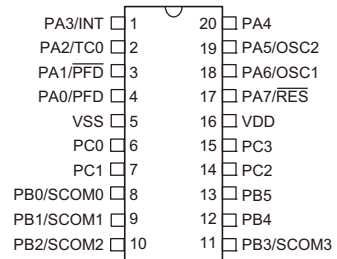 PA3/INT 1 20 PA4
PA2/TC0 2 19 PA5/OSC2
PA1/P̅F̅D̅ 3 18 PA6/OSC1
PA0/PFD 4 17 PA7/R̅E̅S̅
VSS 5 16 VDD
PC0 6 15 PC3
PC1 7 14 PC2
PB0/SCOM0 8 13 PB5
PB1/SCOM1 9 12 PB4
PB2/SCOM2 10 11 PB3/SCOM3